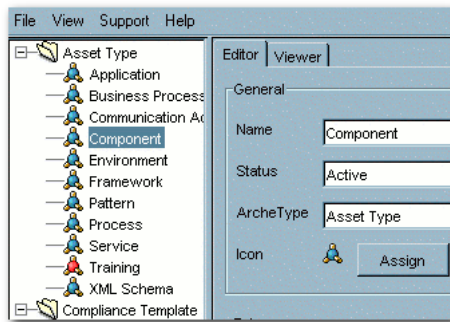 File View Support Help
Asset Type
Application
Business Process
Communication Ac
Component
Environment
Framework
Pattern
Process
Service
Training
XML Schema
Compliance Template
Editor Viewer
General
Name Component
Status Active
ArcheType Asset Type
Icon Assign